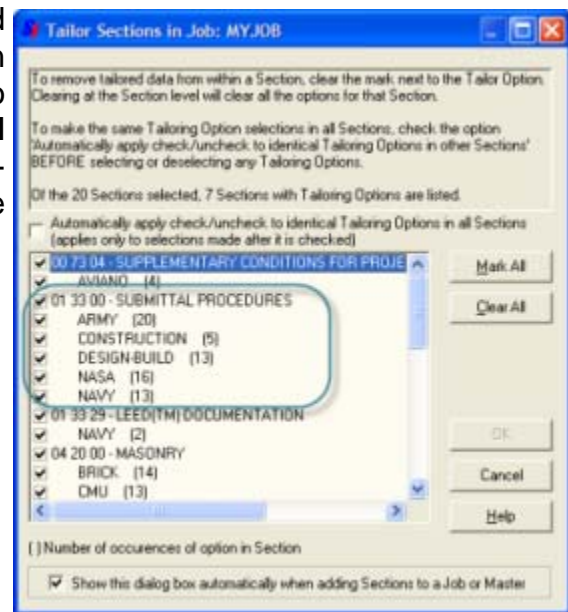 Tailor Sections in Job: MYJOB
To remove tailored data from within a Section, clear the mark next to the Tailor Option.
Clearing at the Section level will clear all the options for that Section.
To make the same Tailoring Option selections in all Sections, check the option
'Automatically apply check/uncheck to identical Tailoring Options in other Sections'
BEFORE selecting or deselecting any Tailoring Options.
Of the 20 Sections selected, 7 Sections with Tailoring Options are listed.
Automatically apply check/uncheck to identical Tailoring Options in all Sections
(applies only to selections made after it is checked)
00 73 04 - SUPPLEMENTARY CONDITIONS FOR PROJE
AVIANO (4)
01 33 00 - SUBMITTAL PROCEDURES
ARMY (20)
CONSTRUCTION (5)
DESIGN-BUILD (13)
NASA (16)
NAVY (13)
01 33 29 - LEED(TM) DOCUMENTATION
NAVY (2)
04 20 00 - MASONRY
BRICK (14)
CMU (13)
Mark All
Clear All
OK
Cancel
Help
( ) Number of occurences of option in Section
Show this dialog box automatically when adding Sections to a Job or Master